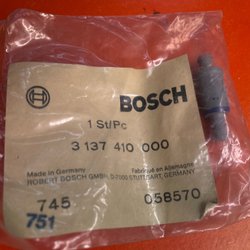 BOSCH
1 St/Pc
3 137 410 000
Made in Germany Fabriqué en Allemagne
ROBERT BOSCH GMBH, D-7000 STUTTGART, GERMANY
745 058570
751